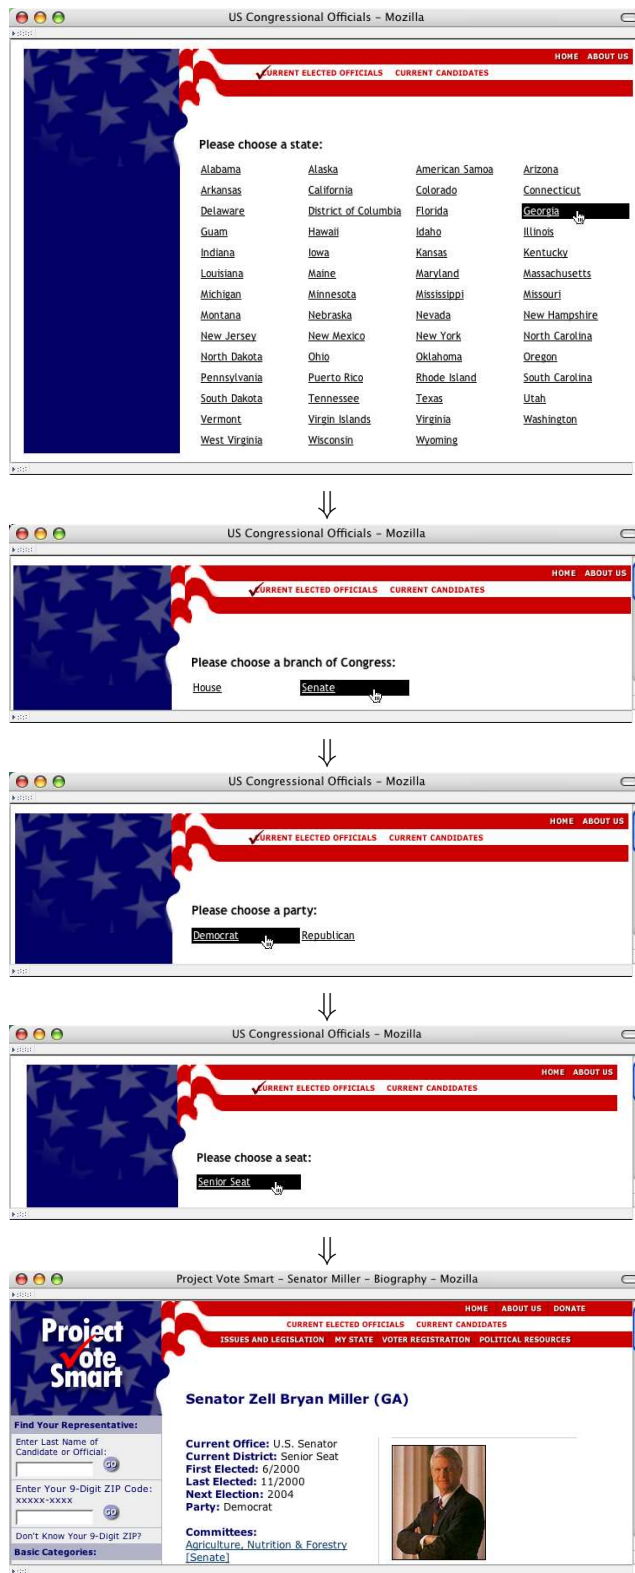 US Congressional Officials – Mozilla
HOME ABOUT US
CURRENT ELECTED OFFICIALS CURRENT CANDIDATES
Please choose a state:
Alabama Alaska American Samoa Arizona
Arkansas California Colorado Connecticut
Delaware District of Columbia Florida Georgia
Guam Hawaii Idaho Illinois
Indiana Iowa Kansas Kentucky
Louisiana Maine Maryland Massachusetts
Michigan Minnesota Mississippi Missouri
Montana Nebraska Nevada New Hampshire
New Jersey New Mexico New York North Carolina
North Dakota Ohio Oklahoma Oregon
Pennsylvania Puerto Rico Rhode Island South Carolina
South Dakota Tennessee Texas Utah
Vermont Virgin Islands Virginia Washington
West Virginia Wisconsin Wyoming
⇓
US Congressional Officials – Mozilla
HOME ABOUT US
CURRENT ELECTED OFFICIALS CURRENT CANDIDATES
Please choose a branch of Congress:
House Senate
⇓
US Congressional Officials – Mozilla
HOME ABOUT US
CURRENT ELECTED OFFICIALS CURRENT CANDIDATES
Please choose a party:
Democrat Republican
⇓
US Congressional Officials – Mozilla
HOME ABOUT US
CURRENT ELECTED OFFICIALS CURRENT CANDIDATES
Please choose a seat:
Senior Seat
⇓
Project Vote Smart – Senator Miller – Biography – Mozilla
HOME ABOUT US DONATE
CURRENT ELECTED OFFICIALS CURRENT CANDIDATES
ISSUES AND LEGISLATION MY STATE VOTER REGISTRATION POLITICAL RESOURCES
Project
Vote
Smart
Find Your Representative:
Enter Last Name of
Candidate or Official:
GO
Enter Your 9-Digit ZIP Code:
xxxxx-xxxx
GO
Don't Know Your 9-Digit ZIP?
Basic Categories:
Senator Zell Bryan Miller (GA)
Current Office: U.S. Senator
Current District: Senior Seat
First Elected: 6/2000
Last Elected: 11/2000
Next Election: 2004
Party: Democrat
Committees:
Agriculture, Nutrition & Forestry
[Senate]